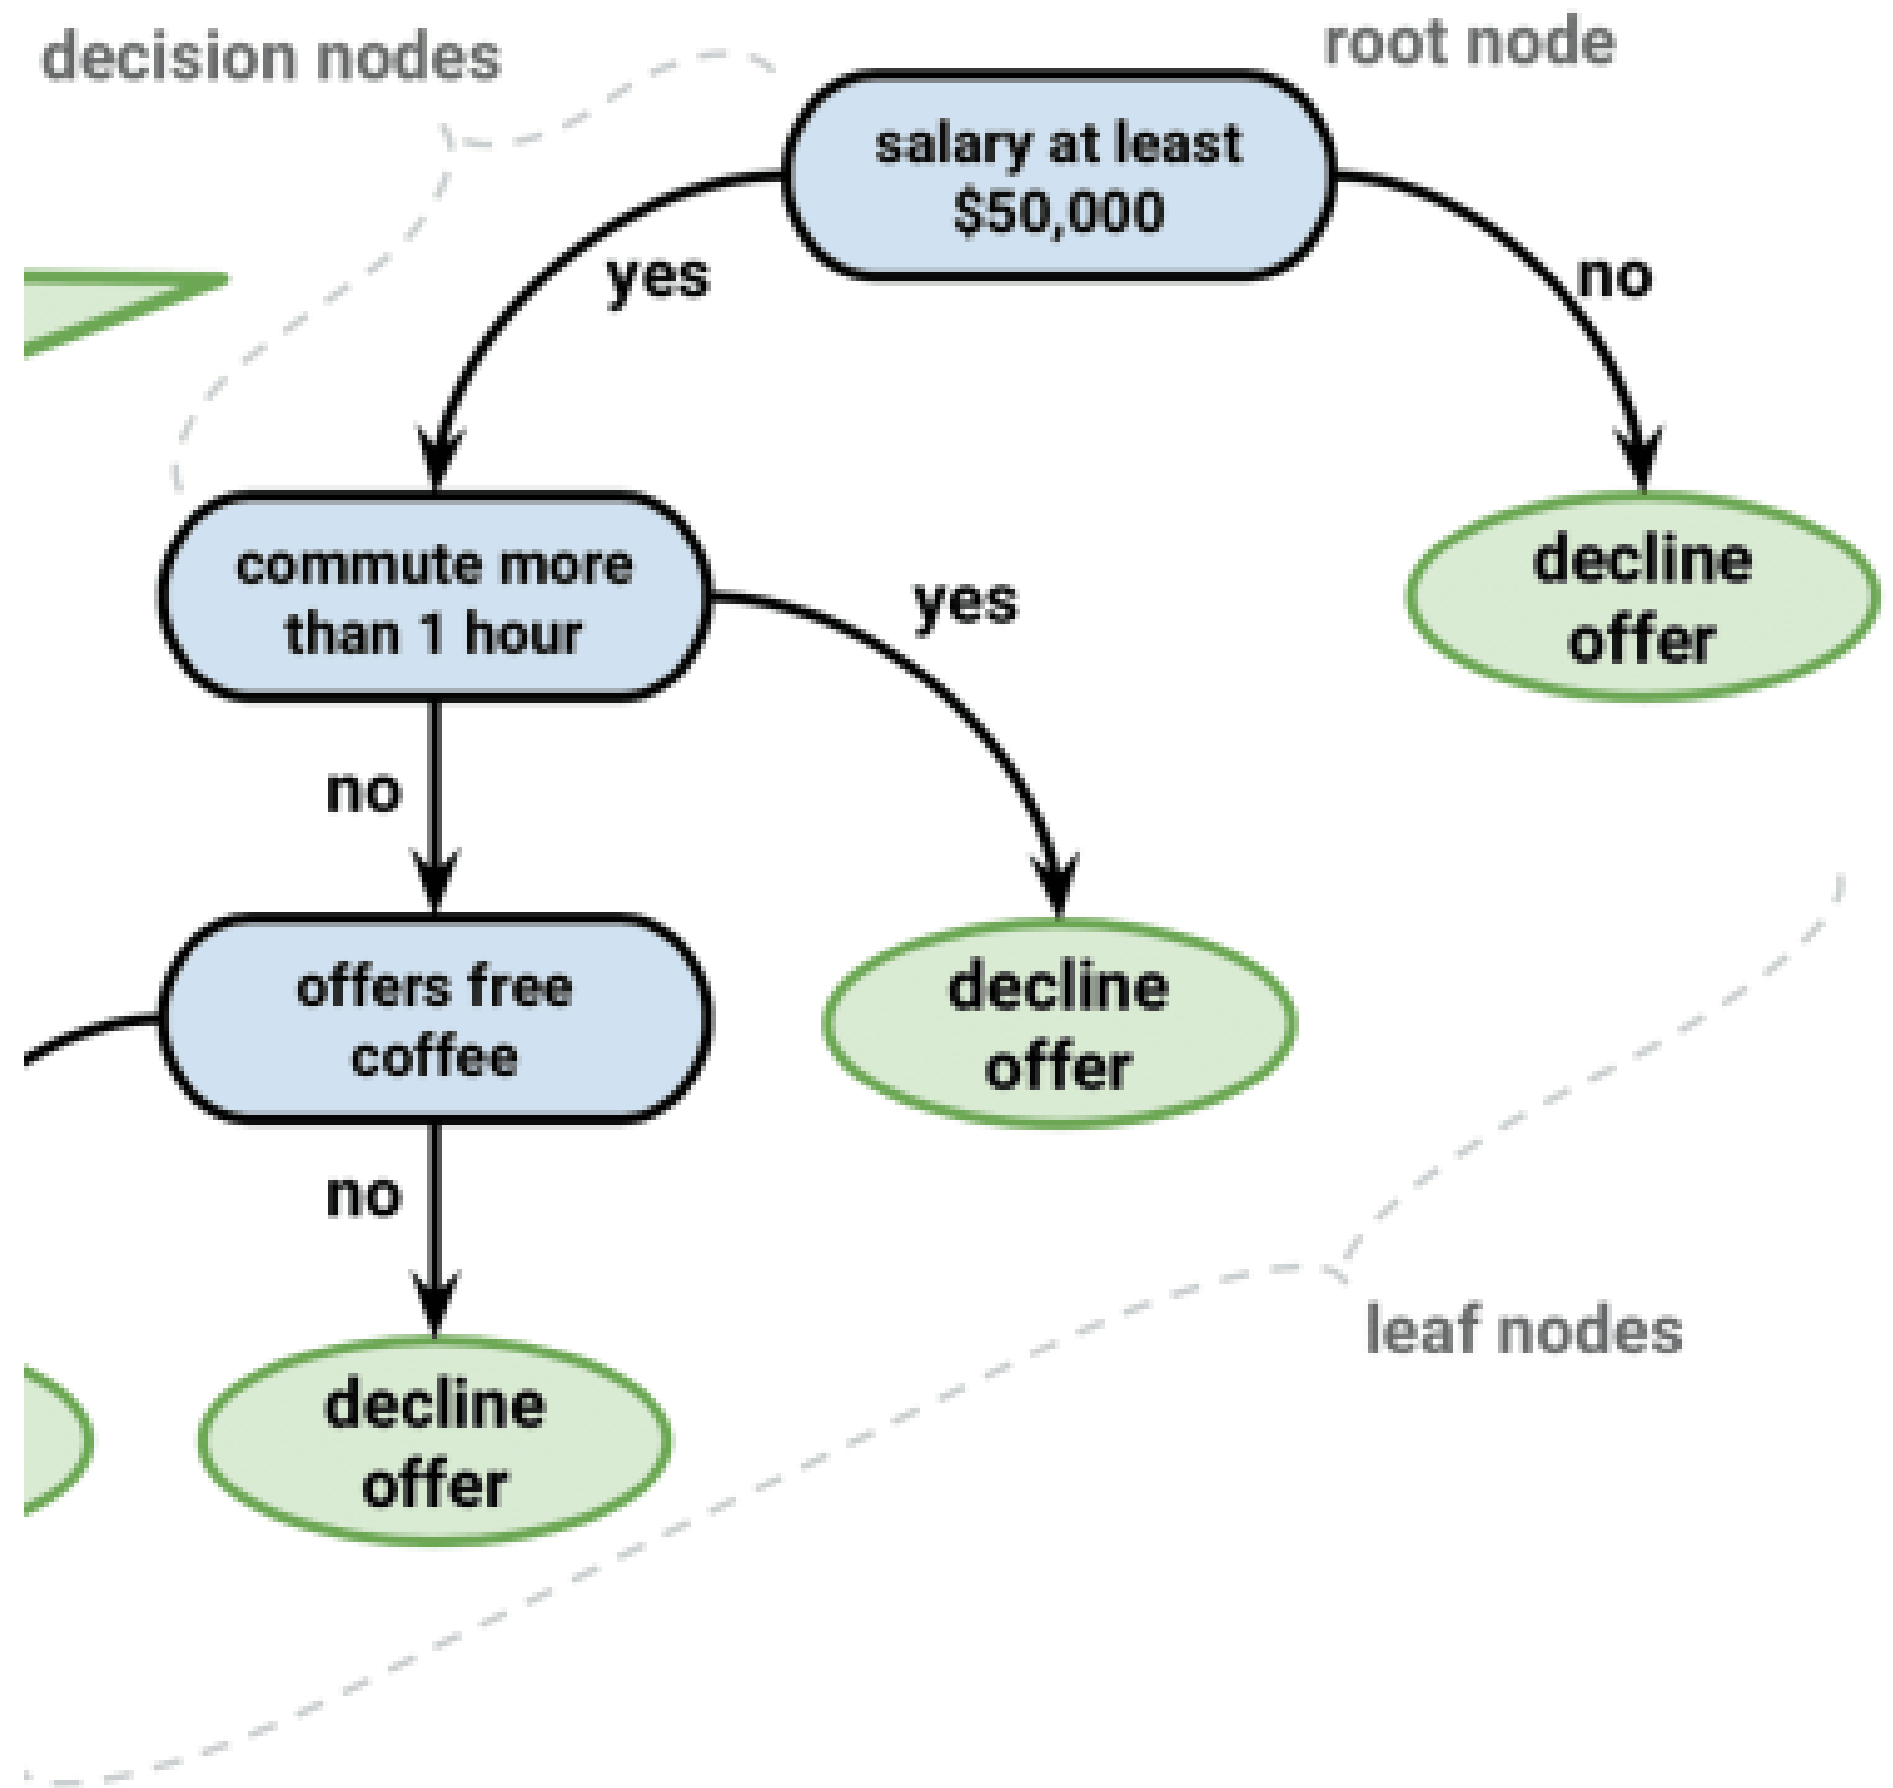 decision nodes
root node
salary at least
$50,000
yes
no
commute more
than 1 hour
yes
decline
offer
no
offers free
coffee
decline
offer
no
leaf nodes
decline
offer